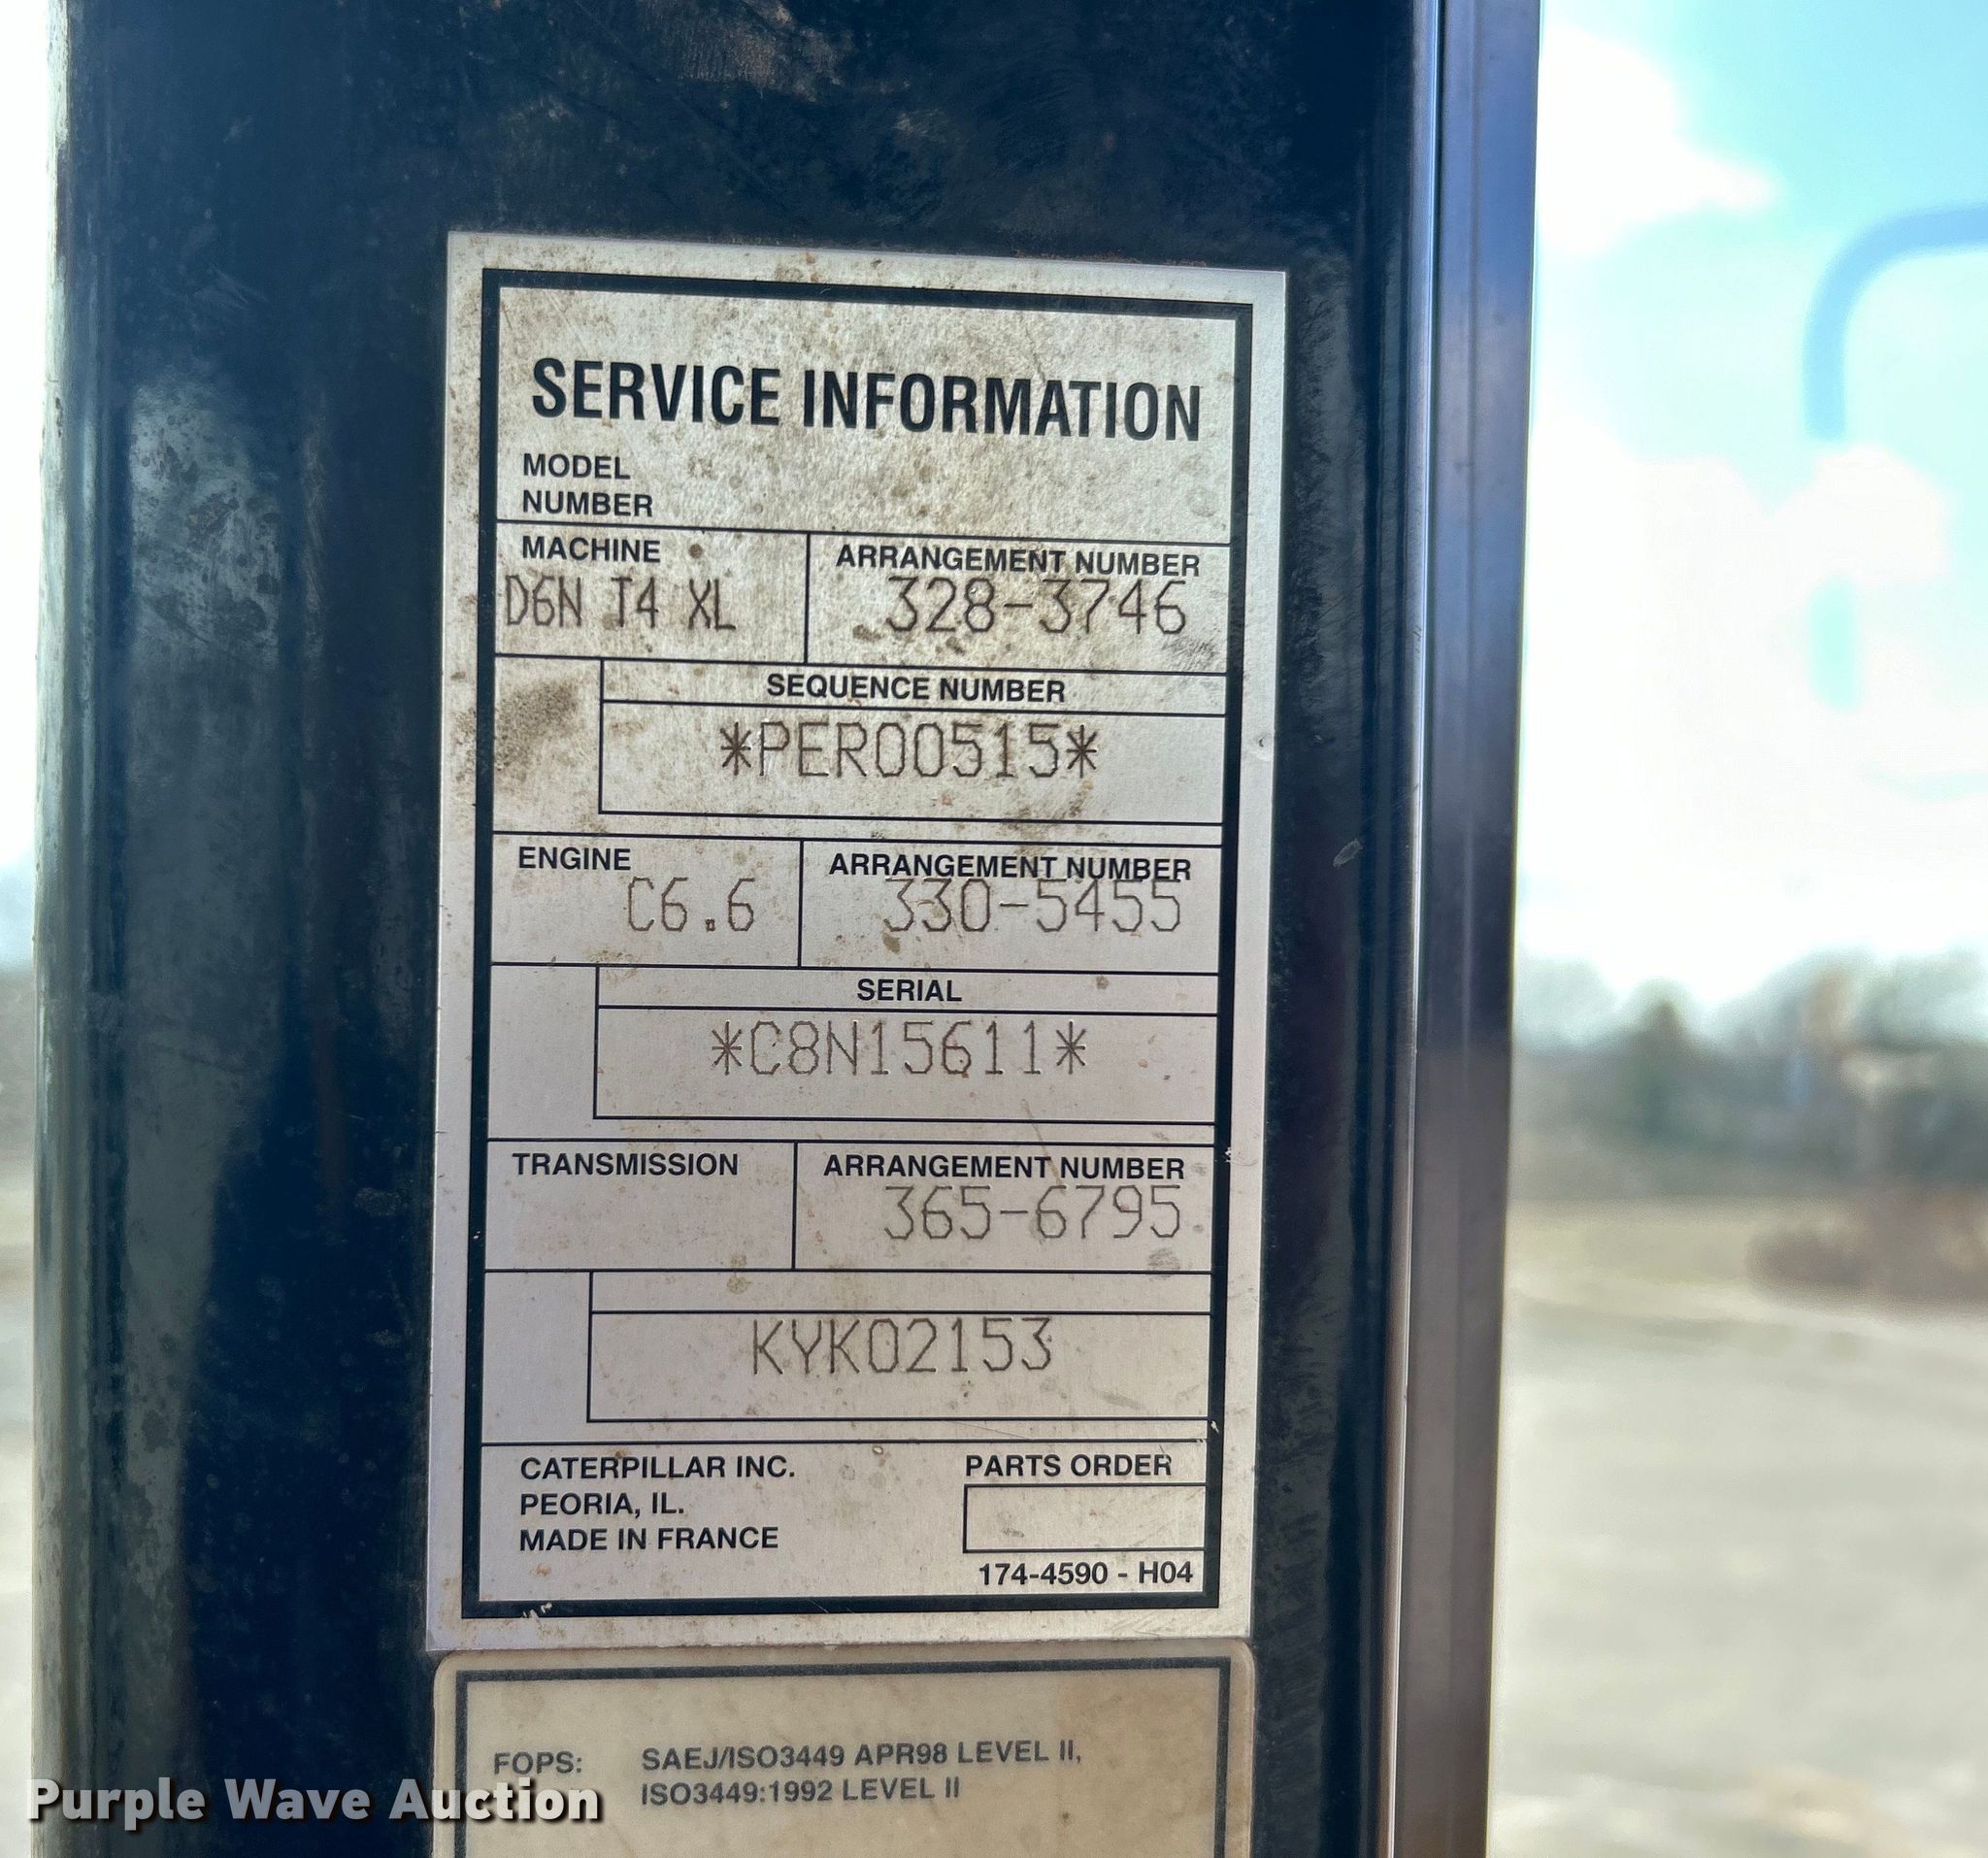 SERVICE INFORMATION
MODEL
NUMBER
MACHINE
ARRANGEMENT NUMBER
D6N T4 XL
328-3746
SEQUENCE NUMBER
*PER00515*
ENGINE
ARRANGEMENT NUMBER
C6.6
330-5455
SERIAL
*C8N15611*
TRANSMISSION
ARRANGEMENT NUMBER
365-6795
KYK02153
CATERPILLAR INC.
PEORIA, IL.
MADE IN FRANCE
PARTS ORDER
174-4590 - H04
FOPS: SAEJ/ISO3449 APR98 LEVEL II,
ISO3449:1992 LEVEL II
Purple Wave Auction